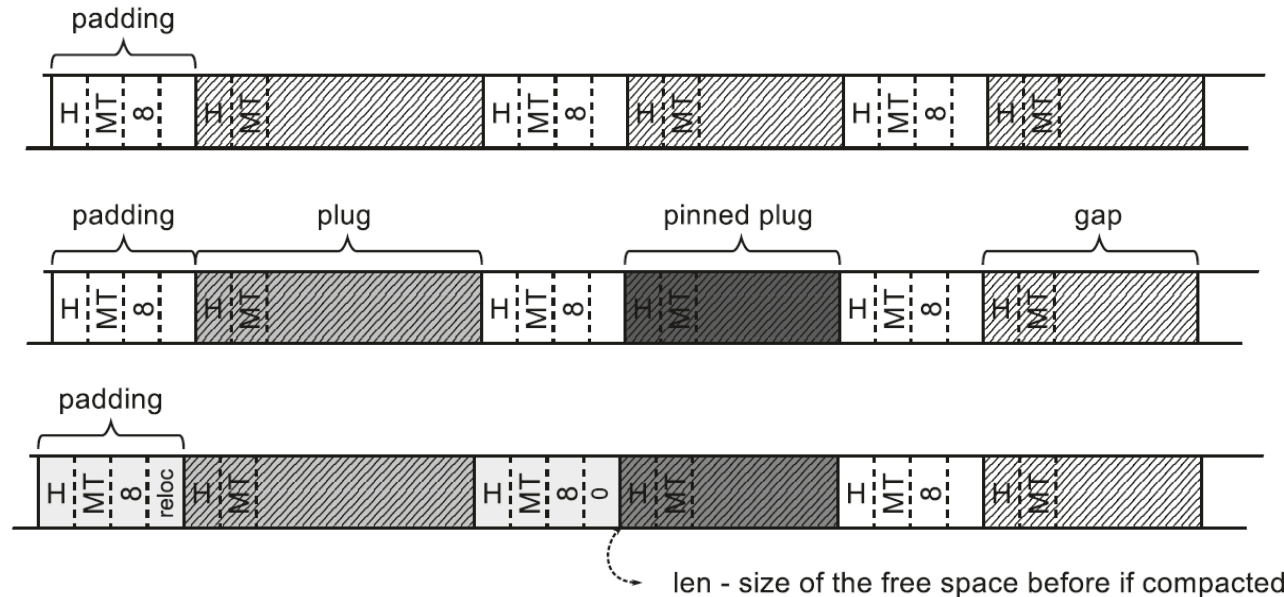 padding
H MT 8 H MT H MT 8 H MT H MT 8 H MT
padding plug pinned plug gap
H MT 8 H MT H MT 8 H MT H MT 8 H MT
padding
H MT 8 reloc H MT H MT 8 0 H MT H MT 8 H MT
len - size of the free space before if compacted